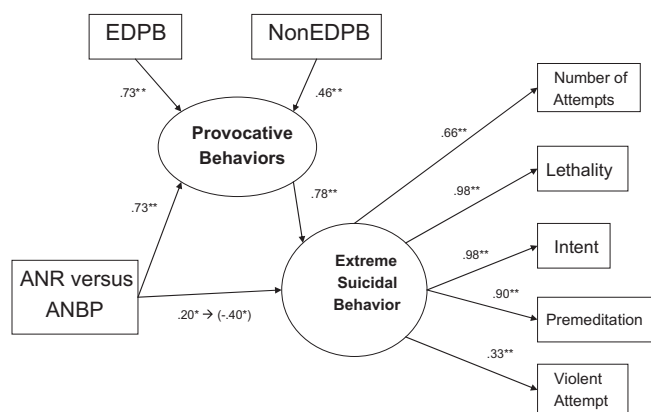 EDPB
NonEDPB
.73**
.46**
Provocative
Behaviors
Number of
Attempts
.66**
Lethality
.98**
.73**
.78**
Intent
.98**
ANR versus
ANBP
.20* → (-.40*)
Extreme
Suicidal
Behavior
.90**
Premeditation
.33**
Violent
Attempt